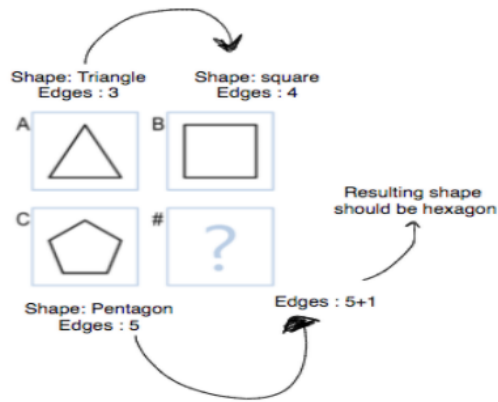 Shape: Triangle
Edges : 3
Shape: square
Edges : 4
A
B
C
#
?
Shape: Pentagon
Edges : 5
Edges : 5+1
Resulting shape
should be hexagon